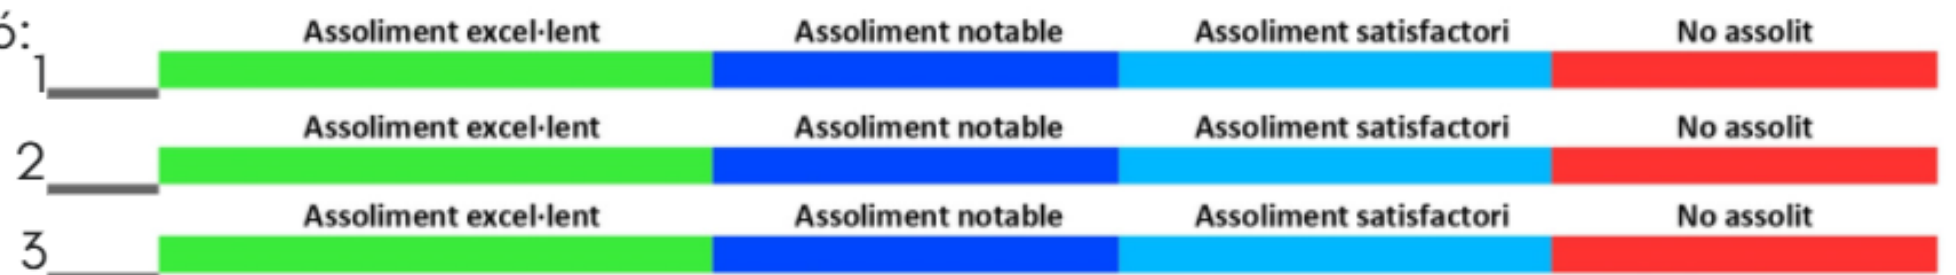 ó:
Assoliment excel·lent Assoliment notable Assoliment satisfactori No assolit
1
Assoliment excel·lent Assoliment notable Assoliment satisfactori No assolit
2
Assoliment excel·lent Assoliment notable Assoliment satisfactori No assolit
3